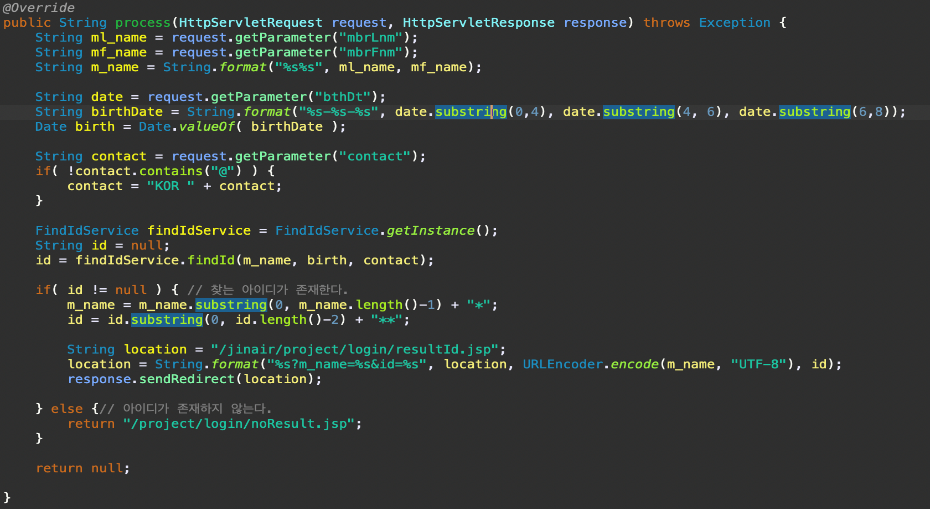 @Override
public String process(HttpServletRequest request, HttpServletResponse response) throws Exception {
    String ml_name = request.getParameter("mbrLnm");
    String mf_name = request.getParameter("mbrFnm");
    String m_name = String.format("%s%s", ml_name, mf_name);

    String date = request.getParameter("bthDt");
    String birthDate = String.format("%s-%s-%s", date.substring(0,4), date.substring(4, 6), date.substring(6,8));
    Date birth = Date.valueOf( birthDate );

    String contact = request.getParameter("contact");
    if( !contact.contains("@") ) {
        contact = "KOR " + contact;
    }

    FindIdService findIdService = FindIdService.getInstance();
    String id = null;
    id = findIdService.findId(m_name, birth, contact);

    if( id != null ) { // 찾는 아이디가 존재한다.
        m_name = m_name.substring(0, m_name.length()-1) + "*";
        id = id.substring(0, id.length()-2) + "**";

        String location = "/jinair/project/login/resultId.jsp";
        location = String.format("%s?m_name=%s&id=%s", location, URLEncoder.encode(m_name, "UTF-8"), id);
        response.sendRedirect(location);

    } else {// 아이디가 존재하지 않는다.
        return "/project/login/noResult.jsp";
    }

    return null;

}